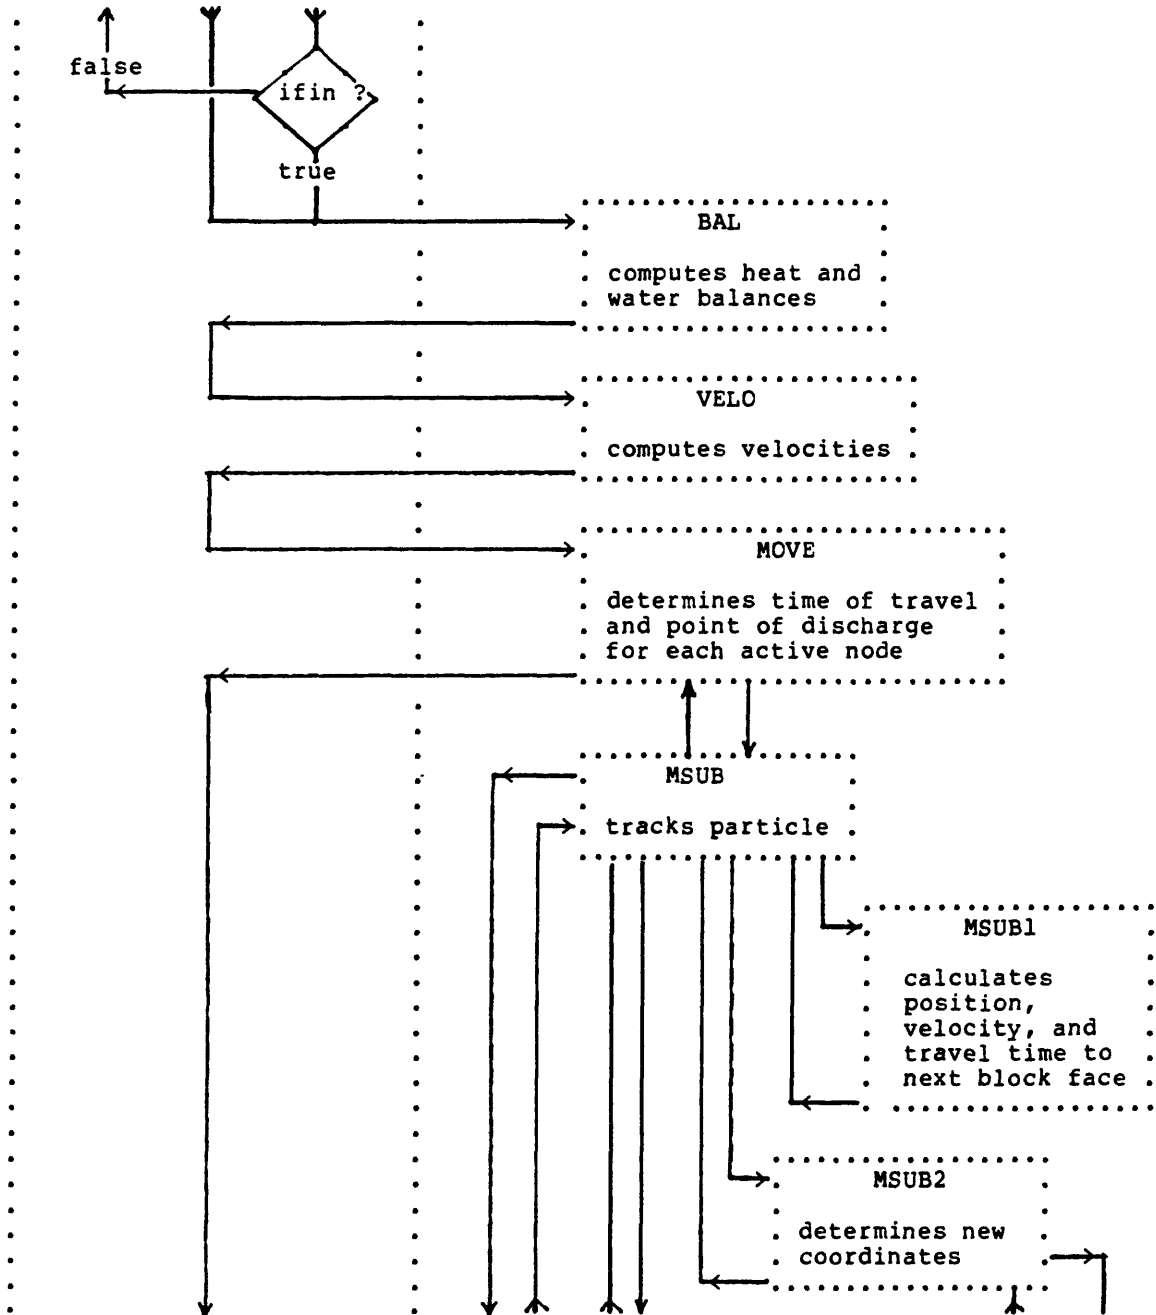 false
ifin ?
true
BAL
computes heat and
water balances
VELO
computes velocities
MOVE
determines time of travel
and point of discharge
for each active node
MSUB
tracks particle
MSUB1
calculates
position,
velocity, and
travel time to
next block face
MSUB2
determines new
coordinates